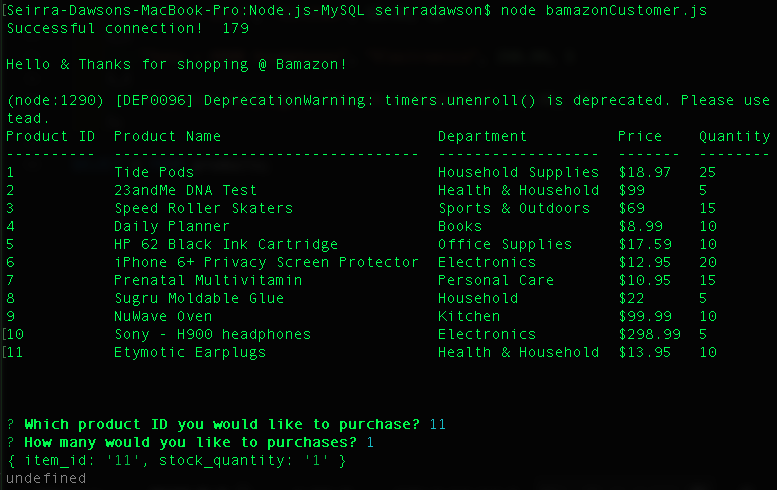 [Seirra-Dawsons-MacBook-Pro:Node.js-MySQL seirradawson$ node bamazonCustomer.js
Successful connection!  179
Hello & Thanks for shopping @ Bamazon!
(node:1290) [DEP0096] DeprecationWarning: timers.unenroll() is deprecated. Please use
tead.
Product ID  Product Name                        Department          Price    Quantity
----------  ----------------------------------  ------------------  -------  --------
1           Tide Pods                           Household Supplies  $18.97   25
2           23andMe DNA Test                    Health & Household  $99      5
3           Speed Roller Skaters                Sports & Outdoors   $69      15
4           Daily Planner                       Books               $8.99    10
5           HP 62 Black Ink Cartridge           Office Supplies     $17.59   10
6           iPhone 6+ Privacy Screen Protector  Electronics         $12.95   20
7           Prenatal Multivitamin               Personal Care       $10.95   15
8           Sugru Moldable Glue                 Household           $22      5
9           NuWave Oven                         Kitchen             $99.99   10
[10          Sony - H900 headphones              Electronics         $298.99  5
[11          Etymotic Earplugs                   Health & Household  $13.95   10
? Which product ID you would like to purchase? 11
? How many would you like to purchases? 1
{ item_id: '11', stock_quantity: '1' }
undefined